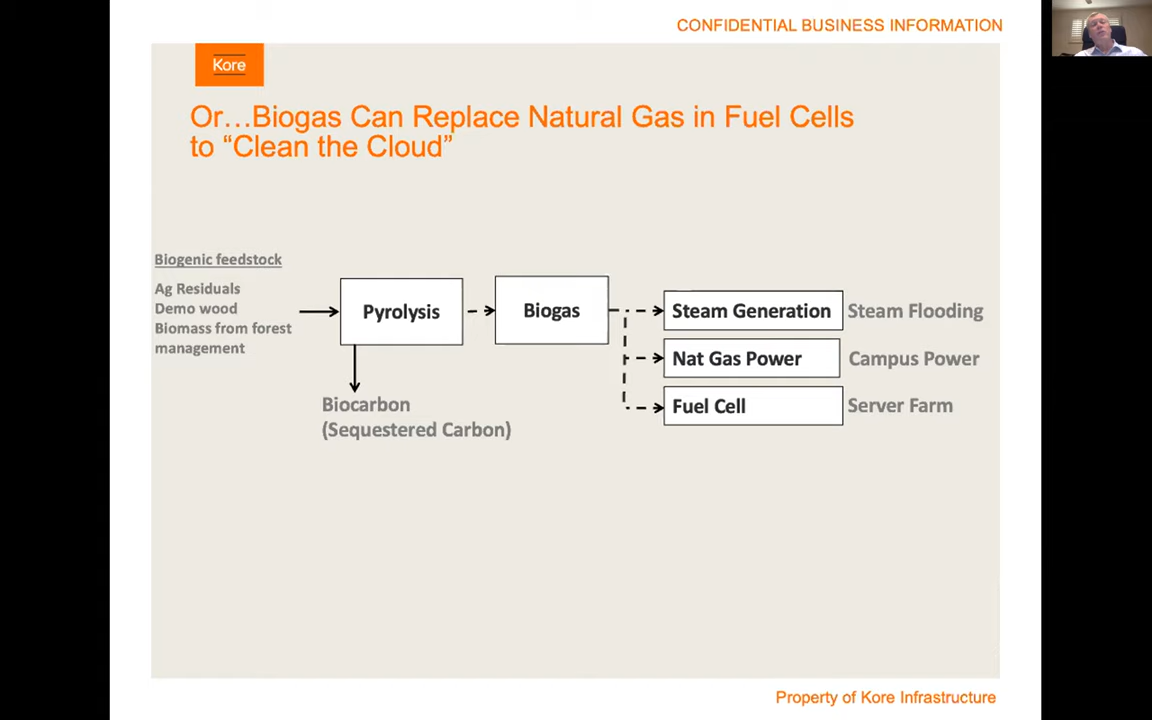 CONFIDENTIAL BUSINESS INFORMATION
Kore
Or…Biogas Can Replace Natural Gas in Fuel Cells
to “Clean the Cloud”
Biogenic feedstock
Ag Residuals
Demo wood
Biomass from forest
management
Pyrolysis
Biogas
Steam Generation
Steam Flooding
Nat Gas Power
Campus Power
Fuel Cell
Server Farm
Biocarbon
(Sequestered Carbon)
Property of Kore Infrastructure